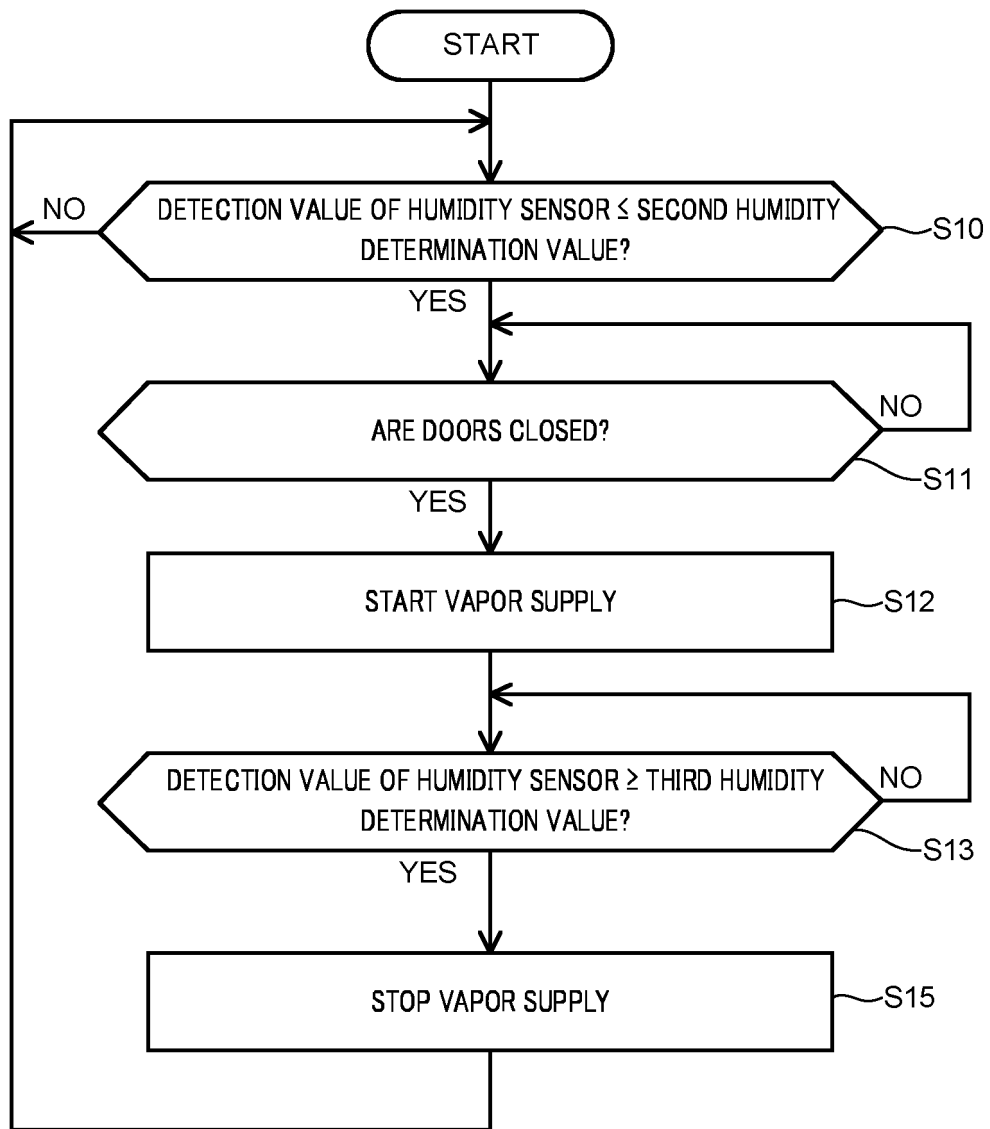 START
NO
DETECTION VALUE OF HUMIDITY SENSOR ≤ SECOND HUMIDITY
DETERMINATION VALUE?
S10
YES
ARE DOORS CLOSED?
NO
S11
YES
START VAPOR SUPPLY
S12
DETECTION VALUE OF HUMIDITY SENSOR ≥ THIRD HUMIDITY
DETERMINATION VALUE?
NO
S13
YES
STOP VAPOR SUPPLY
S15